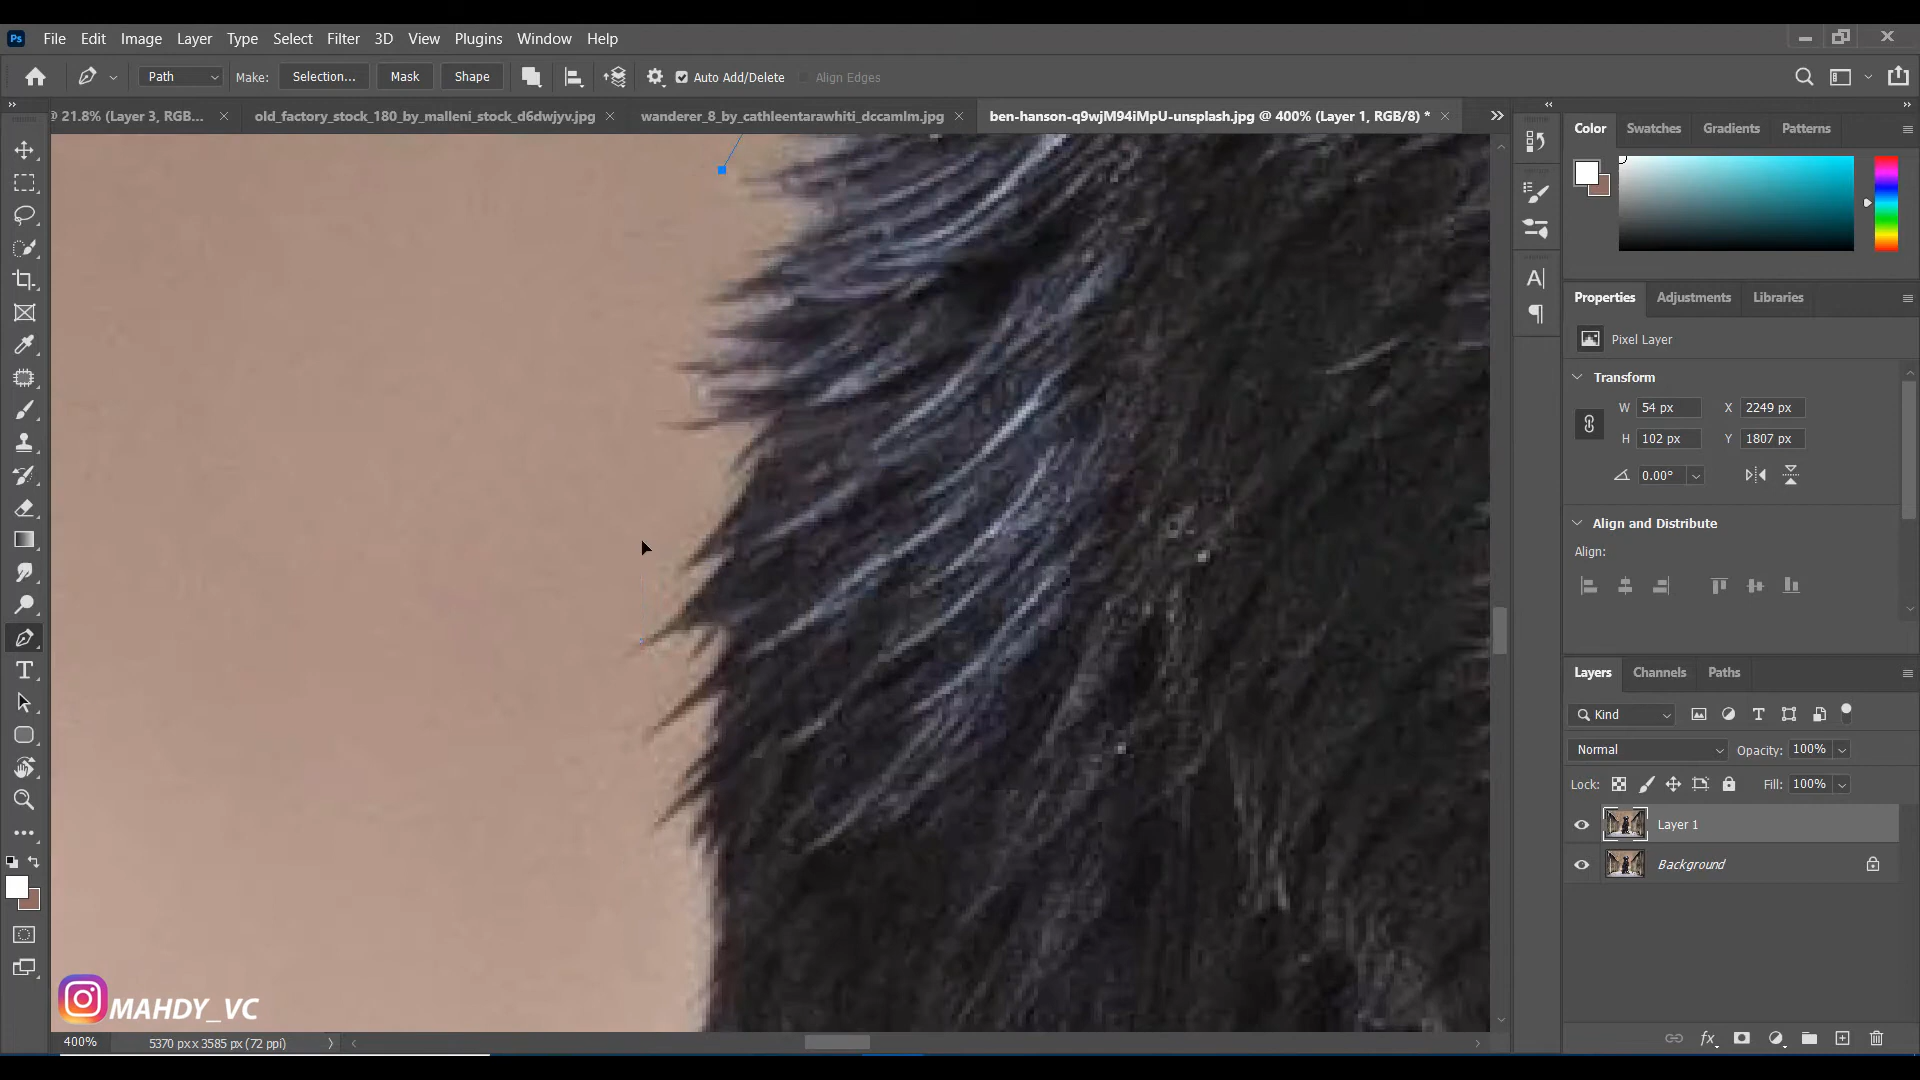 Ps File Edit Image Layer Type Select Filter 3D View Plugins Window Help
Path Make: Selection... Mask Shape Auto Add/Delete Align Edges
@ 21.8% (Layer 3, RGB... old_factory_stock_180_by_malleni_stock_d6dwjyv.jpg wanderer_8_by_cathleentarawhiti_dccamlm.jpg ben-hanson-q9wjM94iMpU-unsplash.jpg @ 400% (Layer 1, RGB/8) *
Color Swatches Gradients Patterns
Properties Adjustments Libraries
Pixel Layer
Transform
W 54 px X 2249 px
H 102 px Y 1807 px
0.00°
Align and Distribute
Align:
Layers Channels Paths
Kind
Normal Opacity: 100%
Lock: Fill: 100%
Layer 1
Background
MAHDY_VC
400% 5370 px x 3585 px (72 ppi)